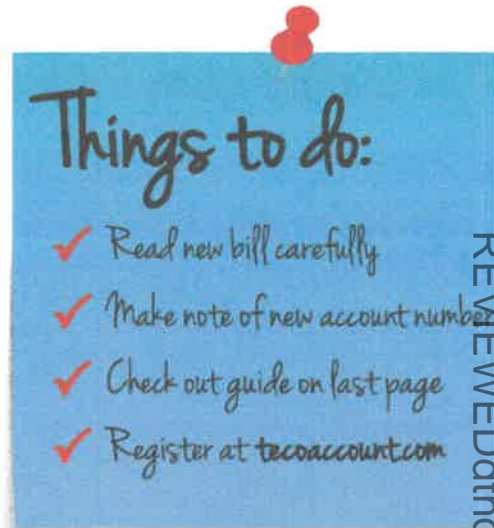 Things to do:
Read new bill carefully
Make note of new account number
Check out guide on last page
Register at tecoaccount.com
REVIEWEDatno